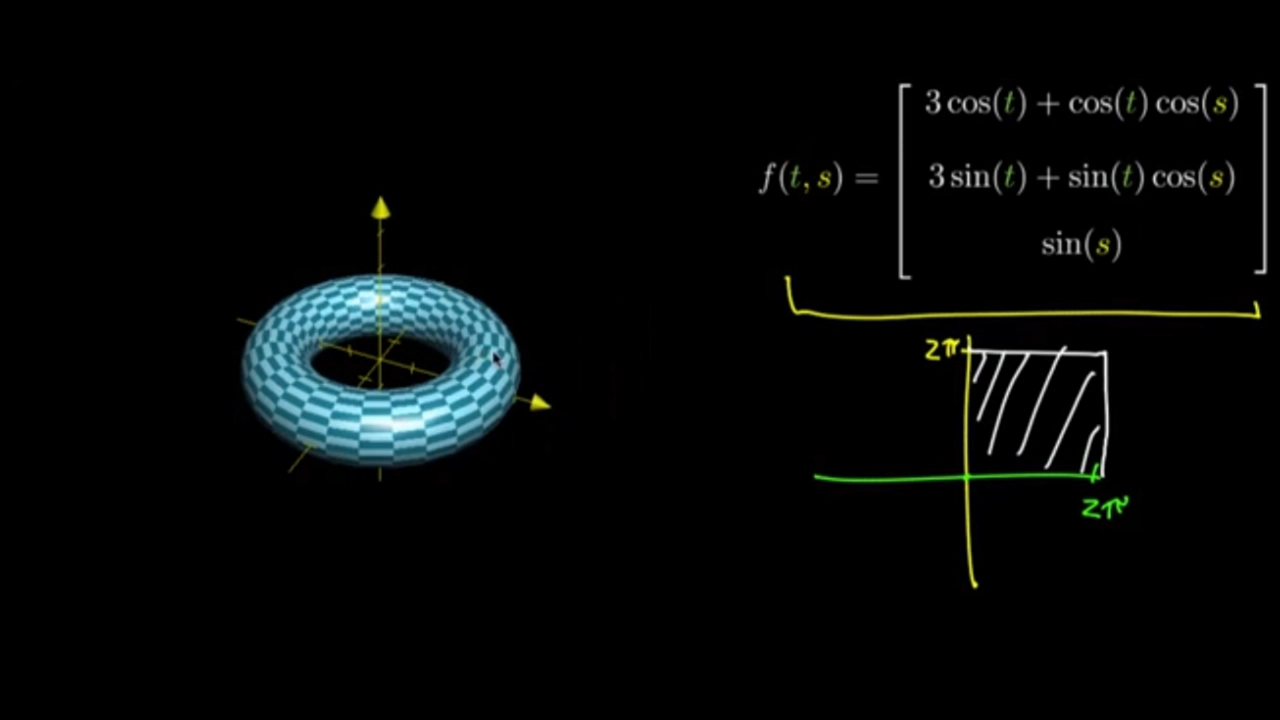 3 cos(t) + cos(t) cos(s)
f(t, s) = 3 sin(t) + sin(t) cos(s)
sin(s)
2π
2π